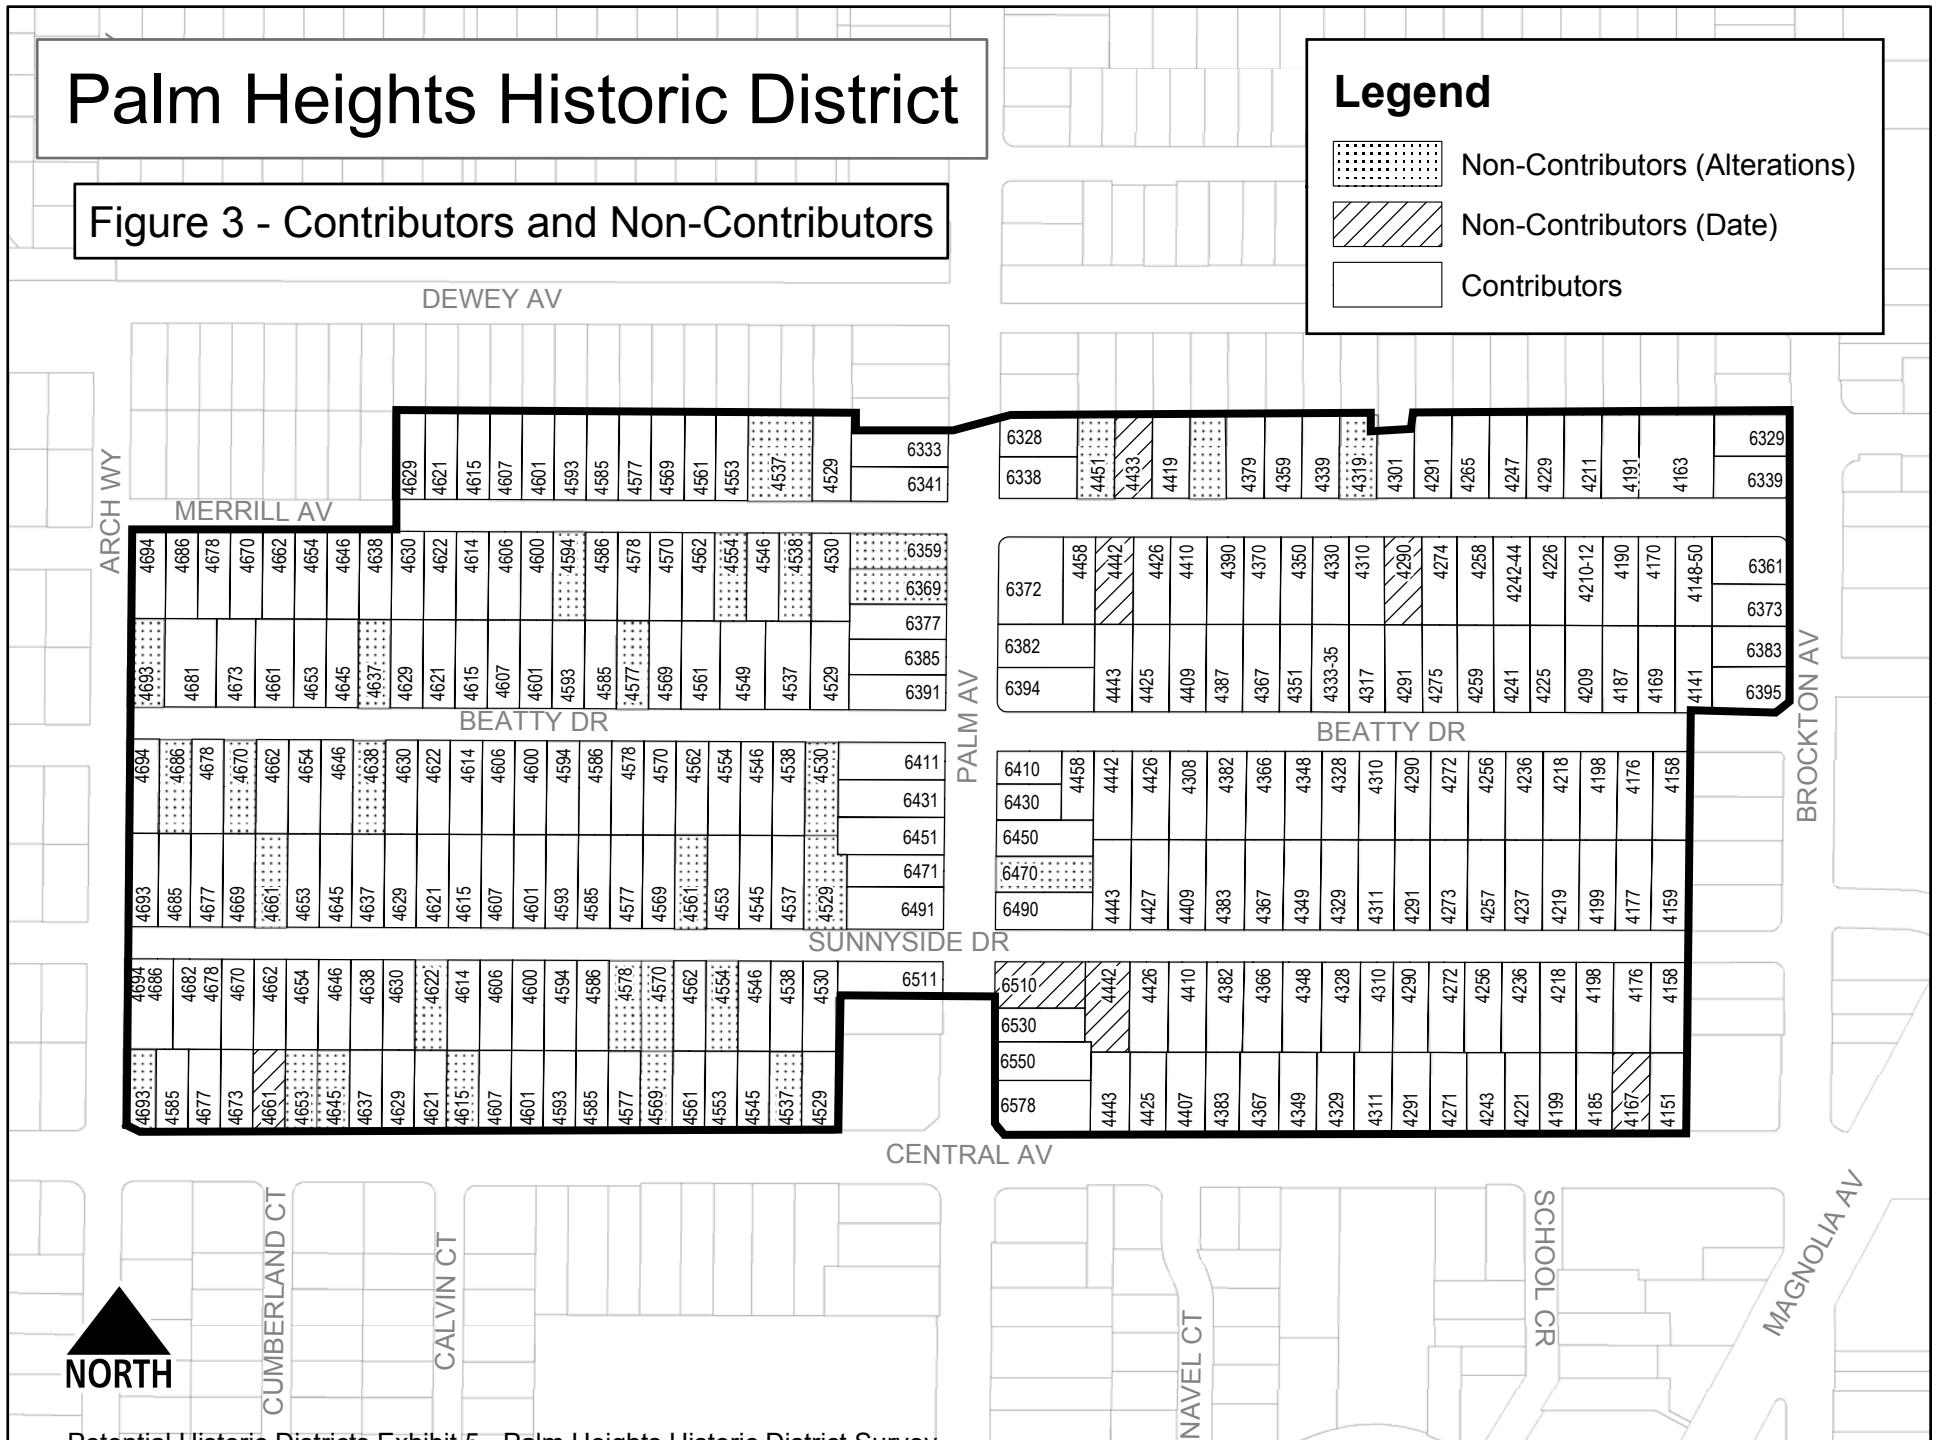 Palm Heights Historic District
Figure 3 - Contributors and Non-Contributors
Legend
Non-Contributors (Alterations)
Non-Contributors (Date)
Contributors
DEWEY AV
4629 4621 4615 4607 4601 4593 4585 4577 4569 4561 4553 4537 4529
6333
6341
6328
6338
4451 4433 4419 4379 4359 4339 4319 4301 4291 4265 4247 4229 4211 4191 4163
6329
6339
ARCH WY
MERRILL AV
4694 4686 4678 4670 4662 4654 4646 4638 4630 4622 4614 4606 4600 4594 4586 4578 4570 4562 4554 4546 4538 4530
6359
6369
6377
6385
6391
6372
6382
6394
4458 4442 4426 4410 4390 4370 4350 4330 4310 4290 4274 4258 4242-44 4226 4210-12 4190 4170 4148-50
6361
6373
6383
6395
4693 4681 4673 4661 4653 4645 4637 4629 4621 4615 4607 4601 4593 4585 4577 4569 4561 4549 4537 4529
4443 4425 4409 4387 4367 4351 4333-35 4317 4291 4275 4259 4241 4225 4209 4187 4169 4141
BEATTY DR
PALM AV
BEATTY DR
BROCKTON AV
4694 4686 4678 4670 4662 4654 4646 4638 4630 4622 4614 4606 4600 4594 4586 4578 4570 4562 4554 4546 4538 4530
6411
6431
6451
6471
6491
6410
6430
6450
6470
6490
4458 4442 4426 4308 4382 4366 4348 4328 4310 4290 4272 4256 4236 4218 4198 4176 4158
4693 4685 4677 4669 4661 4653 4645 4637 4629 4621 4615 4607 4601 4593 4585 4577 4569 4561 4553 4545 4537 4529
4443 4427 4409 4383 4367 4349 4329 4311 4291 4273 4257 4237 4219 4199 4177 4159
SUNNYSIDE DR
4694 4686 4682 4678 4670 4662 4654 4646 4638 4630 4622 4614 4606 4600 4594 4586 4578 4570 4562 4554 4546 4538 4530
6511
6510
6530
6550
6578
4442 4426 4410 4382 4366 4348 4328 4310 4290 4272 4256 4236 4218 4198 4176 4158
4693 4585 4677 4673 4661 4653 4645 4637 4629 4621 4615 4607 4601 4593 4585 4577 4569 4561 4553 4545 4537 4529
4443 4425 4407 4383 4367 4349 4329 4311 4291 4271 4243 4221 4199 4185 4167 4151
CENTRAL AV
CUMBERLAND CT
CALVIN CT
NAVEL CT
SCHOOL CR
MAGNOLIA AV
NORTH
Potential Historic Districts Exhibit 5 - Palm Heights Historic District Survey